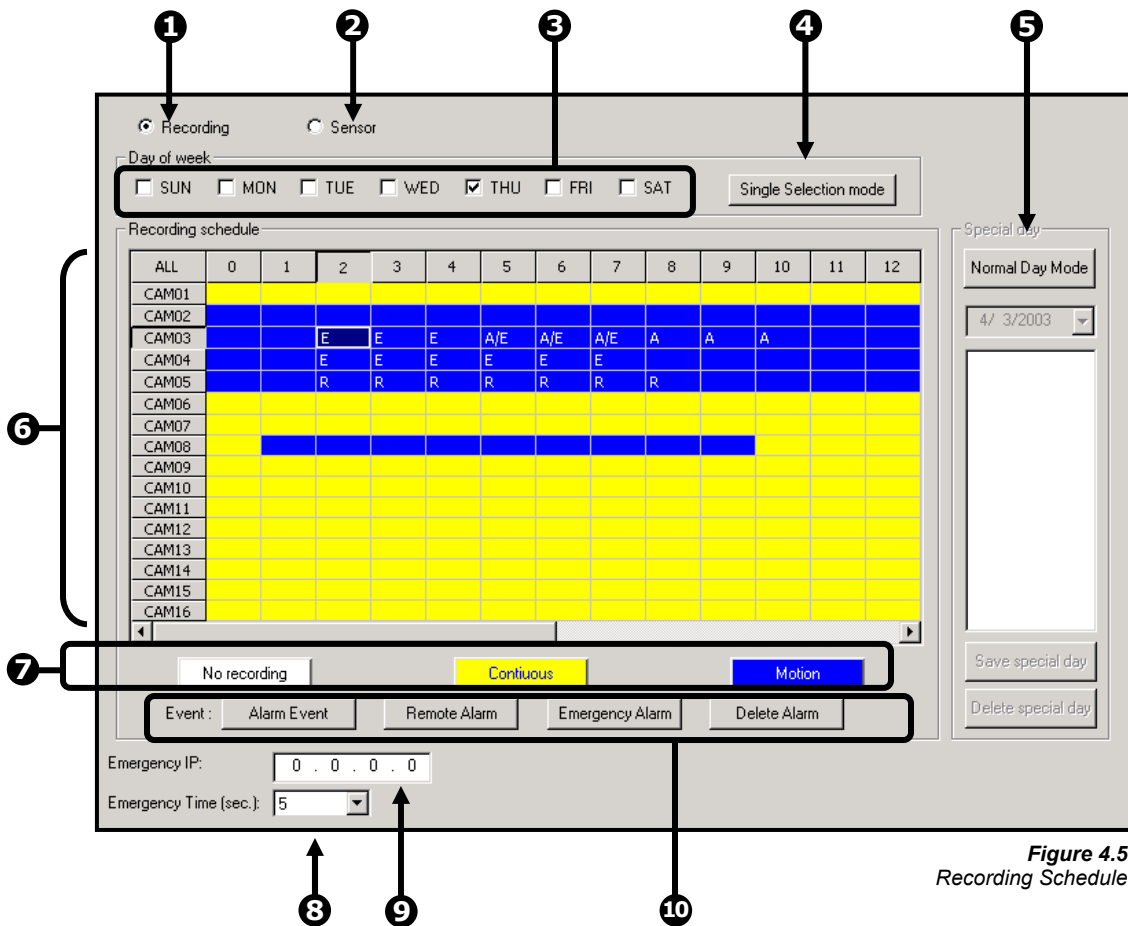 1 2 3 4 5
Recording Sensor
Day of week
SUN MON TUE WED THU FRI SAT Single Selection mode
Recording schedule Special day
ALL 0 1 2 3 4 5 6 7 8 9 10 11 12 Normal Day Mode
CAM01
CAM02 4/ 3/2003
CAM03 E E E A/E A/E A/E A A A
CAM04 E E E E E E
CAM05 R R R R R R R
CAM06
CAM07
6
CAM08
CAM09
CAM10
CAM11
CAM12
CAM13
CAM14
CAM15
CAM16
7 No recording Contiuous Motion Save special day
Event : Alarm Event Remote Alarm Emergency Alarm Delete Alarm Delete special day
Emergency IP: 0 . 0 . 0 . 0
Emergency Time (sec.): 5
Figure 4.5
Recording Schedule
8 9 10